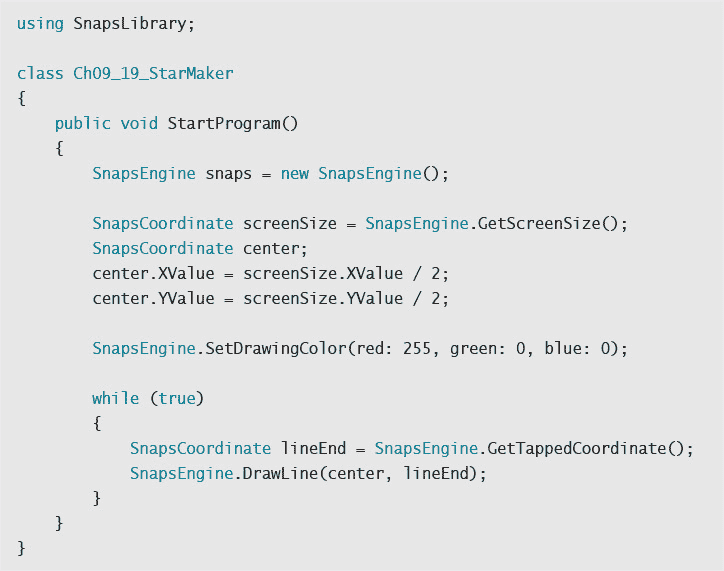 using SnapsLibrary;
class Ch09_19_StarMaker
{
public void StartProgram()
{
SnapsEngine snaps = new SnapsEngine();
SnapsCoordinate screenSize = SnapsEngine.GetScreenSize();
SnapsCoordinate center;
center.XValue = screenSize.XValue / 2;
center.YValue = screenSize.YValue / 2;
SnapsEngine.SetDrawingColor(red: 255, green: 0, blue: 0);
while (true)
{
SnapsCoordinate lineEnd = SnapsEngine.GetTappedCoordinate();
SnapsEngine.DrawLine(center, lineEnd);
}
}
}